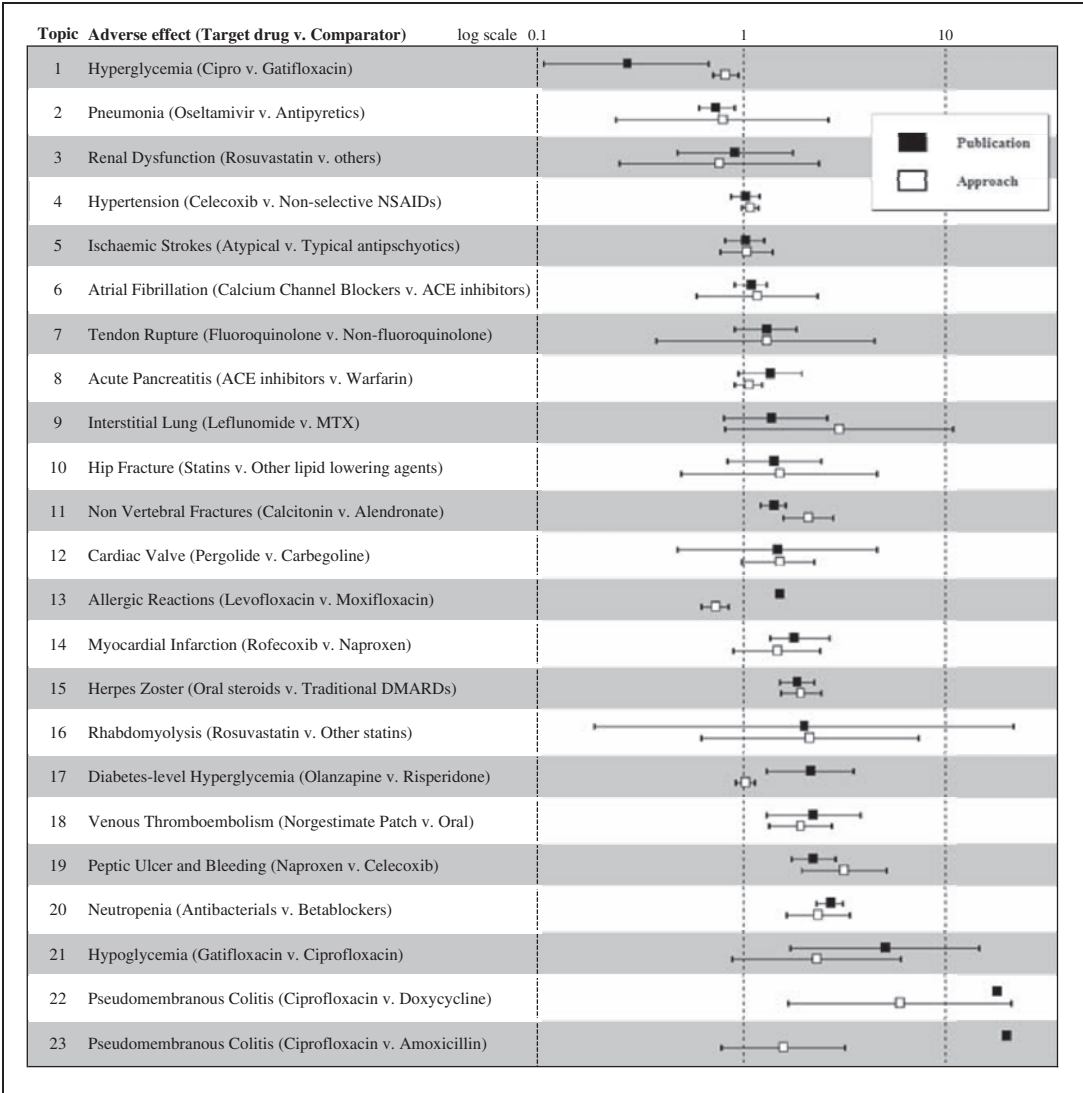 Topic Adverse effect (Target drug v. Comparator) log scale 0.1 1 10
1 Hyperglycemia (Cipro v. Gatifloxacin)
2 Pneumonia (Oseltamivir v. Antipyretics)
Publication
3 Renal Dysfunction (Rosuvastatin v. others)
Approach
4 Hypertension (Celecoxib v. Non-selective NSAIDs)
5 Ischaemic Strokes (Atypical v. Typical antipschyotics)
6 Atrial Fibrillation (Calcium Channel Blockers v. ACE inhibitors)
7 Tendon Rupture (Fluoroquinolone v. Non-fluoroquinolone)
8 Acute Pancreatitis (ACE inhibitors v. Warfarin)
9 Interstitial Lung (Leflunomide v. MTX)
10 Hip Fracture (Statins v. Other lipid lowering agents)
11 Non Vertebral Fractures (Calcitonin v. Alendronate)
12 Cardiac Valve (Pergolide v. Carbegoline)
13 Allergic Reactions (Levofloxacin v. Moxifloxacin)
14 Myocardial Infarction (Rofecoxib v. Naproxen)
15 Herpes Zoster (Oral steroids v. Traditional DMARDs)
16 Rhabdomyolysis (Rosuvastatin v. Other statins)
17 Diabetes-level Hyperglycemia (Olanzapine v. Risperidone)
18 Venous Thromboembolism (Norgestimate Patch v. Oral)
19 Peptic Ulcer and Bleeding (Naproxen v. Celecoxib)
20 Neutropenia (Antibacterials v. Betablockers)
21 Hypoglycemia (Gatifloxacin v. Ciprofloxacin)
22 Pseudomembranous Colitis (Ciprofloxacin v. Doxycycline)
23 Pseudomembranous Colitis (Ciprofloxacin v. Amoxicillin)